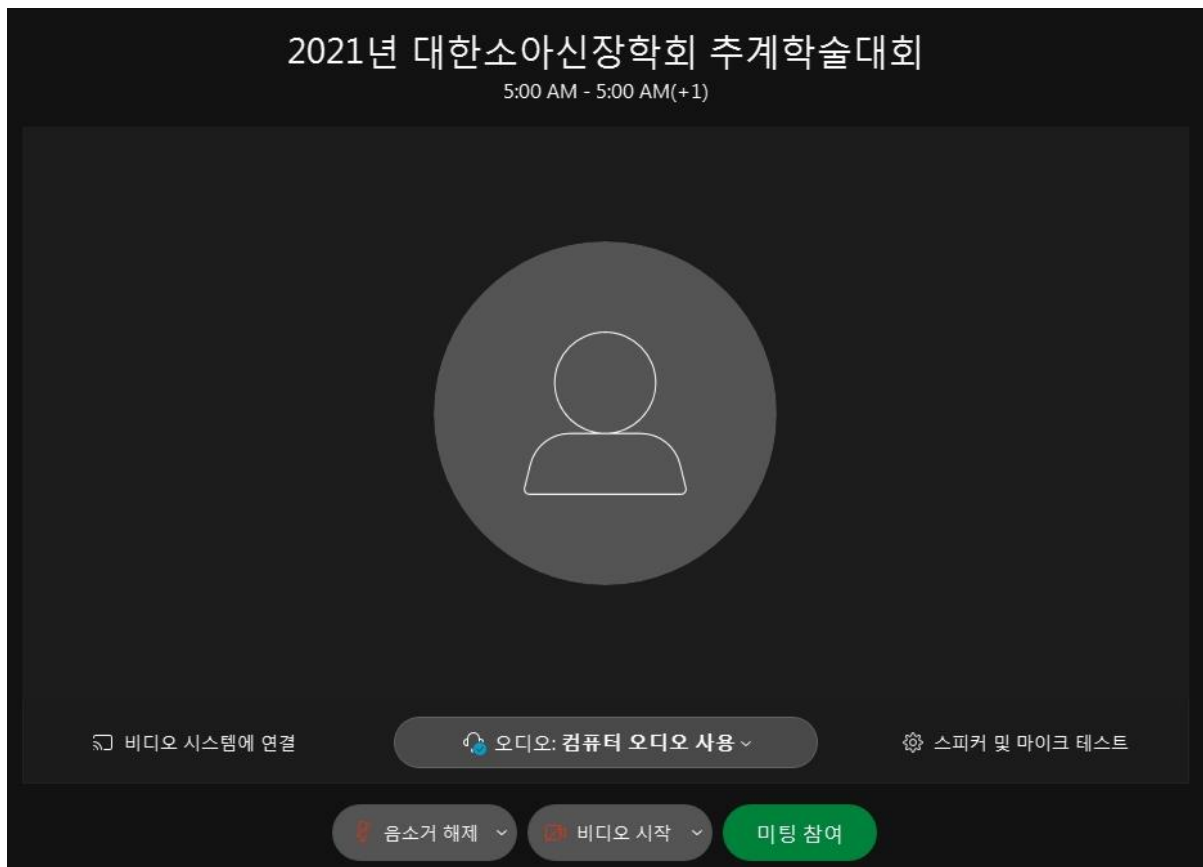 2021년 대한소아신장학회 추계학술대회
5:00 AM - 5:00 AM(+1)
비디오 시스템에 연결
오디오: 컴퓨터 오디오 사용
스피커 및 마이크 테스트
음소거 해제
비디오 시작
미팅 참여